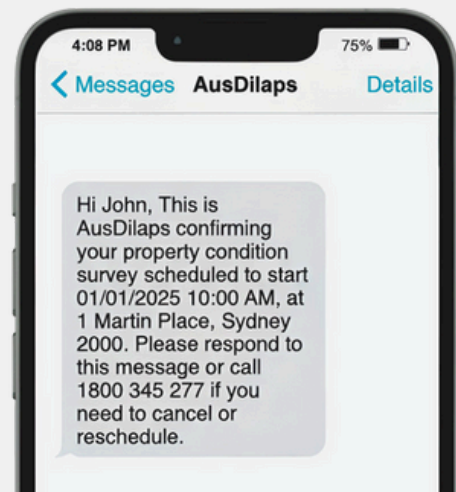 4:08 PM 75%
Messages AusDilaps Details
Hi John, This is
AusDilaps confirming
your property condition
survey scheduled to start
01/01/2025 10:00 AM, at
1 Martin Place, Sydney
2000. Please respond to
this message or call
1800 345 277 if you
need to cancel or
reschedule.